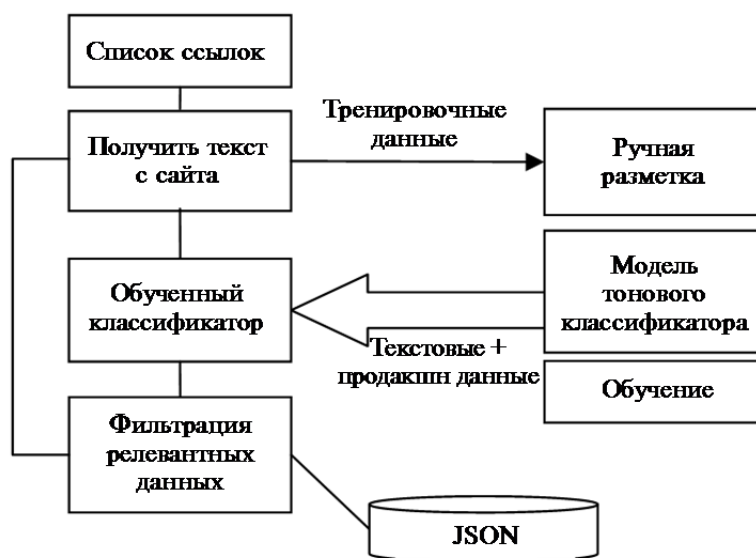 Список ссылок
Получить текст
с сайта
Тренировочные
данные
Ручная
разметка
Обученный
классификатор
Текстовые +
продакшн данные
Модель
тонового
классификатора
Обучение
Фильтрация
релевантных
данных
JSON